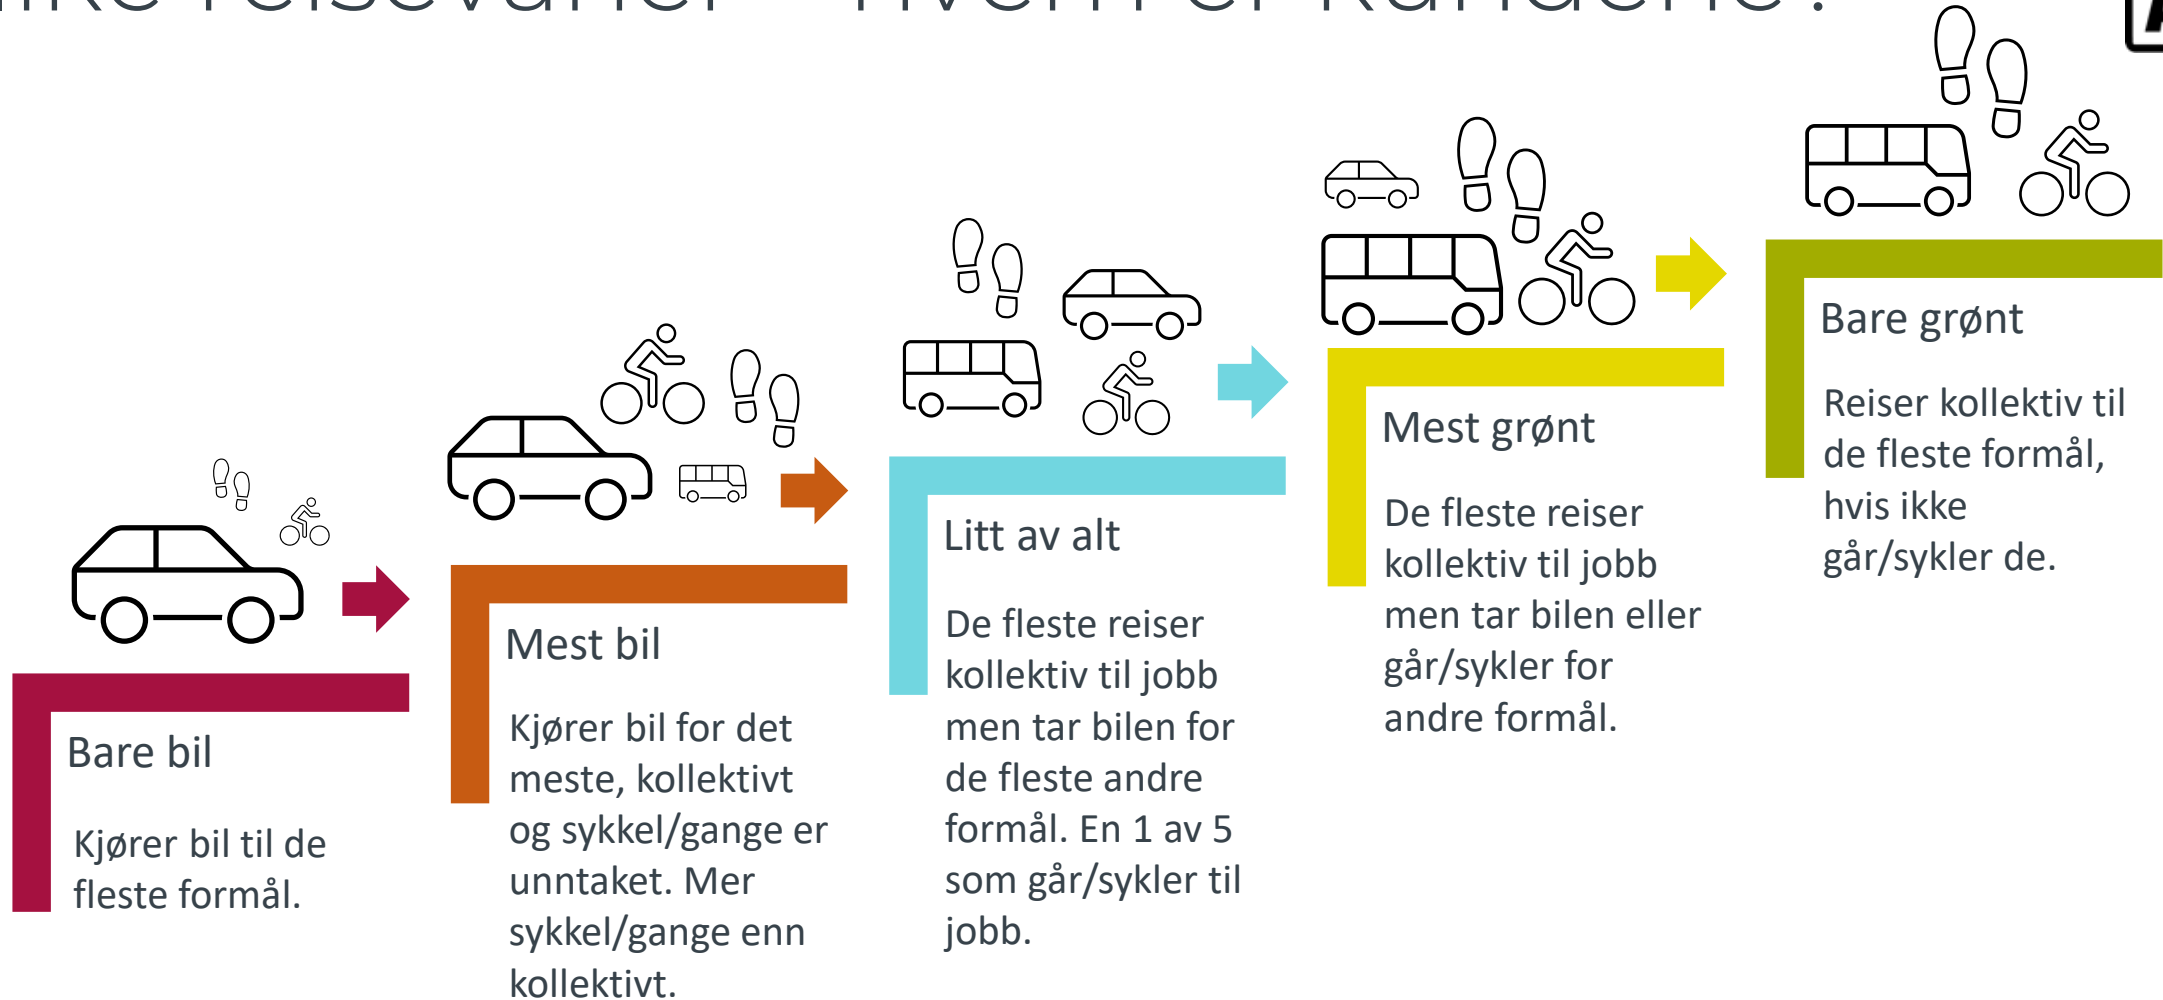 reisevaner – hvem er kundene?
Bare grønt
Reiser kollektiv til
de fleste formål,
hvis ikke
går/sykler de.
Mest grønt
De fleste reiser
kollektiv til jobb
men tar bilen eller
går/sykler for
andre formål.
Litt av alt
De fleste reiser
kollektiv til jobb
men tar bilen for
de fleste andre
formål. En 1 av 5
som går/sykler til
jobb.
Mest bil
Kjører bil for det
meste, kollektivt
og sykkel/gange er
unntaket. Mer
sykkel/gange enn
kollektivt.
Bare bil
Kjører bil til de
fleste formål.